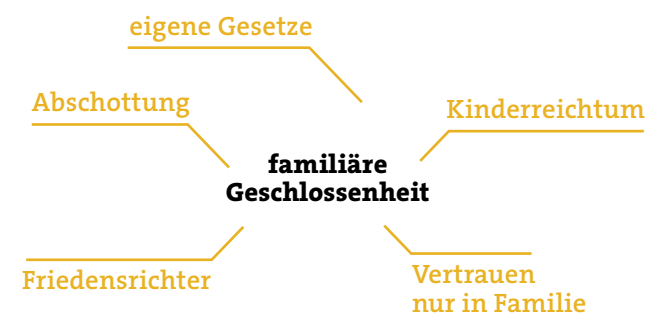 eigene Gesetze
Abschottung
Kinderreichtum
familiäre
Geschlossenheit
Friedensrichter
Vertrauen
nur in Familie